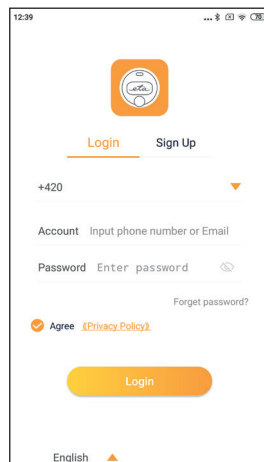 12:39
... 70
eta
Login Sign Up
+420
Account Input phone number or Email
Password Enter password
Forget password?
Agree 《Privacy Policy》
Login
English